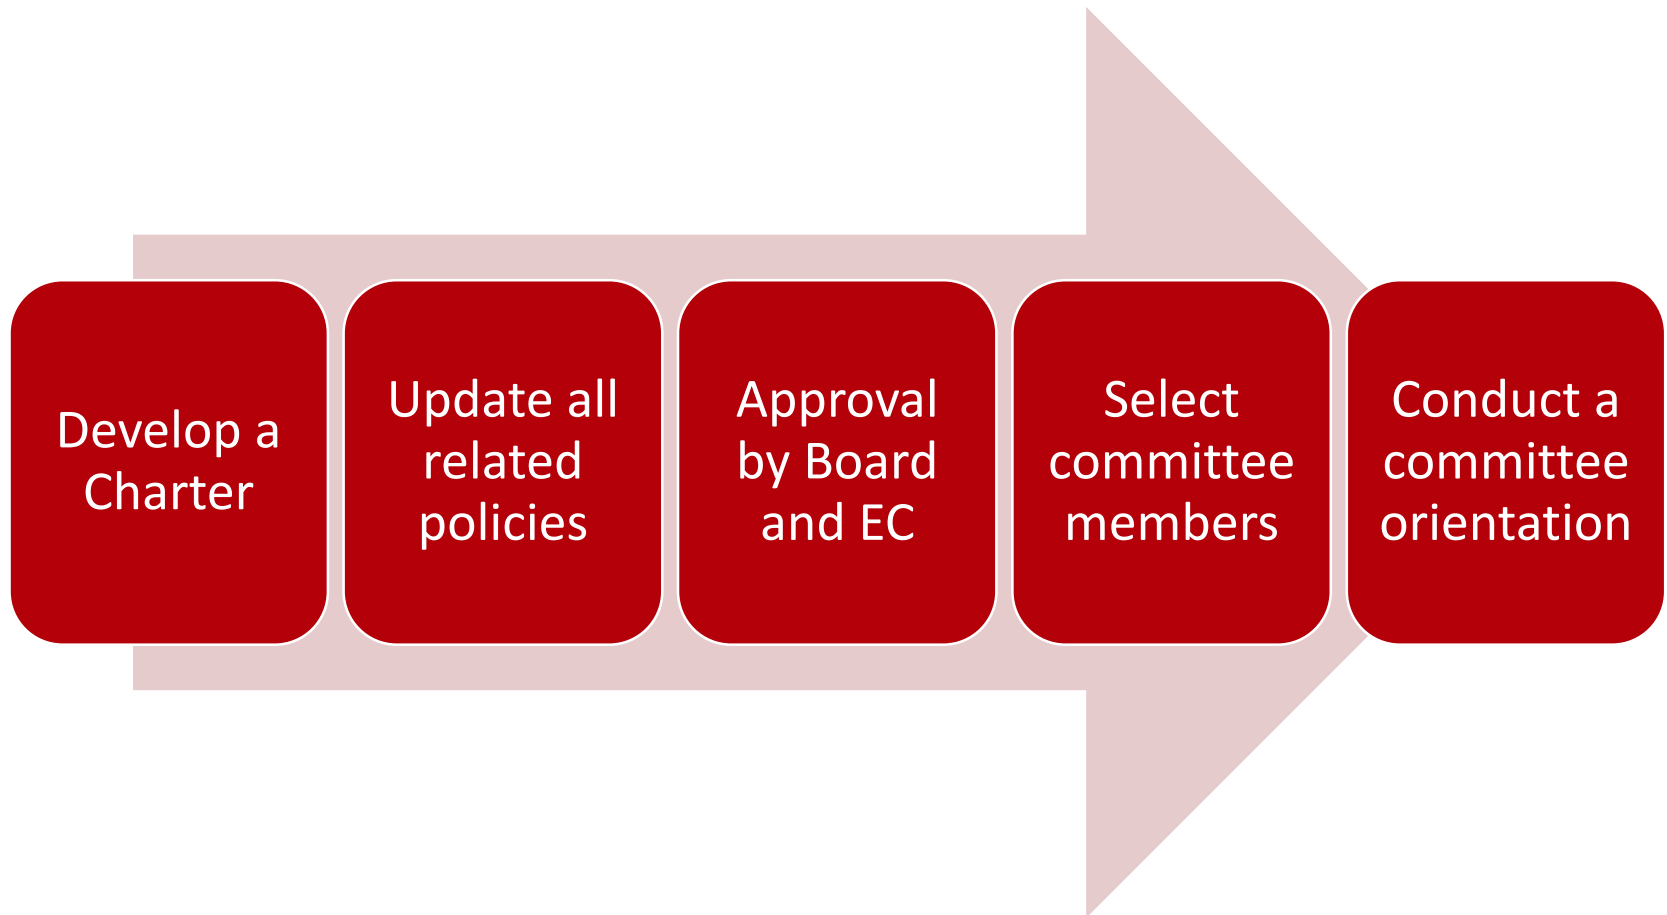 Develop a
Charter
Update all
related
policies
Approval
by Board
and EC
Select
committee
members
Conduct a
committee
orientation